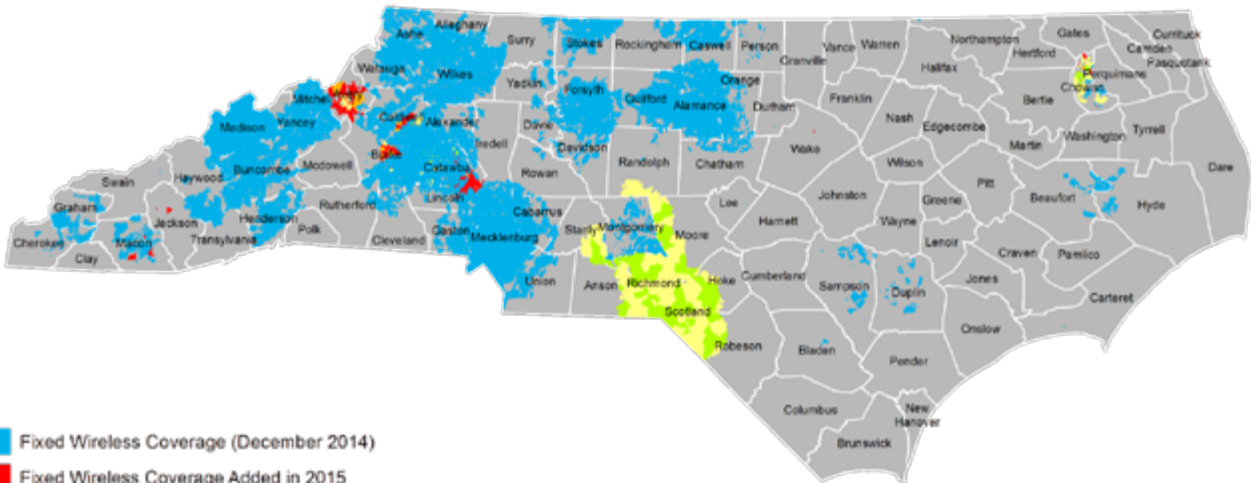 Alleghany
Ashe
Surry
Stokes
Rockingham
Caswell
Person
Granville
Vance
Warren
Northampton
Gates
Hertford
Currituck
Camden
Pasquotank
Perquimans
Chowan
Watauga
Wilkes
Yadkin
Forsyth
Guilford
Alamance
Orange
Durham
Franklin
Halifax
Bertie
Mitche
Yancey
Madison
Alexander
Davie
Iredell
Davidson
Nash
Edgecombe
Martin
Washington
Tyrrell
Dare
Mcdowell
Burke
Catawba
Rowan
Randolph
Chatham
Wake
Wilson
Pitt
Beaufort
Hyde
Swain
Haywood
Buncombe
Rutherford
Lincoln
Cabarrus
Lee
Johnston
Greene
Graham
Jackson
Henderson
Transylvania
Polk
Cleveland
Gaston
Mecklenburg
Stanly
Montgomery
Moore
Harnett
Wayne
Lenoir
Craven
Pamlico
Cherokee
Macon
Clay
Union
Anson
Richmond
Hoke
Cumberland
Sampson
Duplin
Jones
Carteret
Scotland
Robeson
Bladen
Onslow
Pender
Columbus
New
Hanover
Brunswick
Fixed Wireless Coverage (December 2014)
Fixed Wireless Coverage Added in 2015